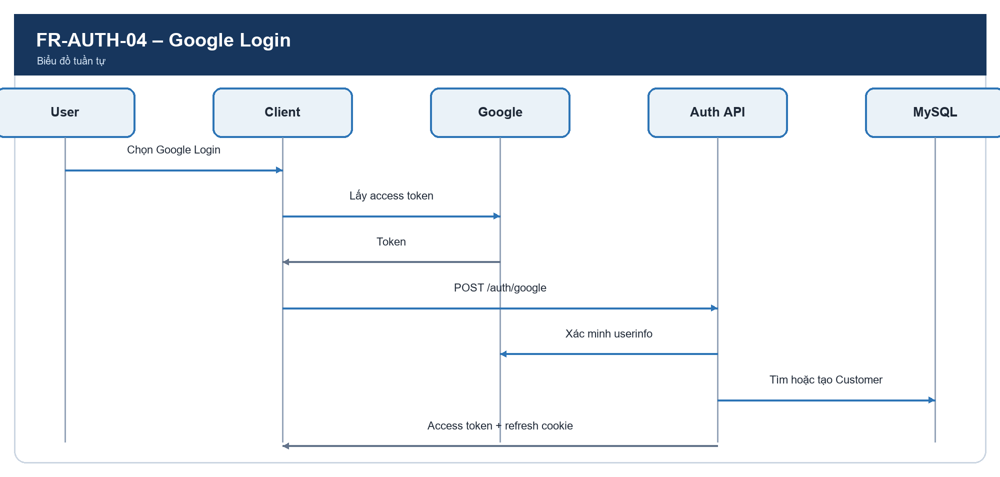 FR-AUTH-04 – Google Login
Biểu đồ tuần tự
User
Client
Google
Auth API
MySQL
Chọn Google Login
Lấy access token
Token
POST /auth/google
Xác minh userinfo
Tìm hoặc tạo Customer
Access token + refresh cookie